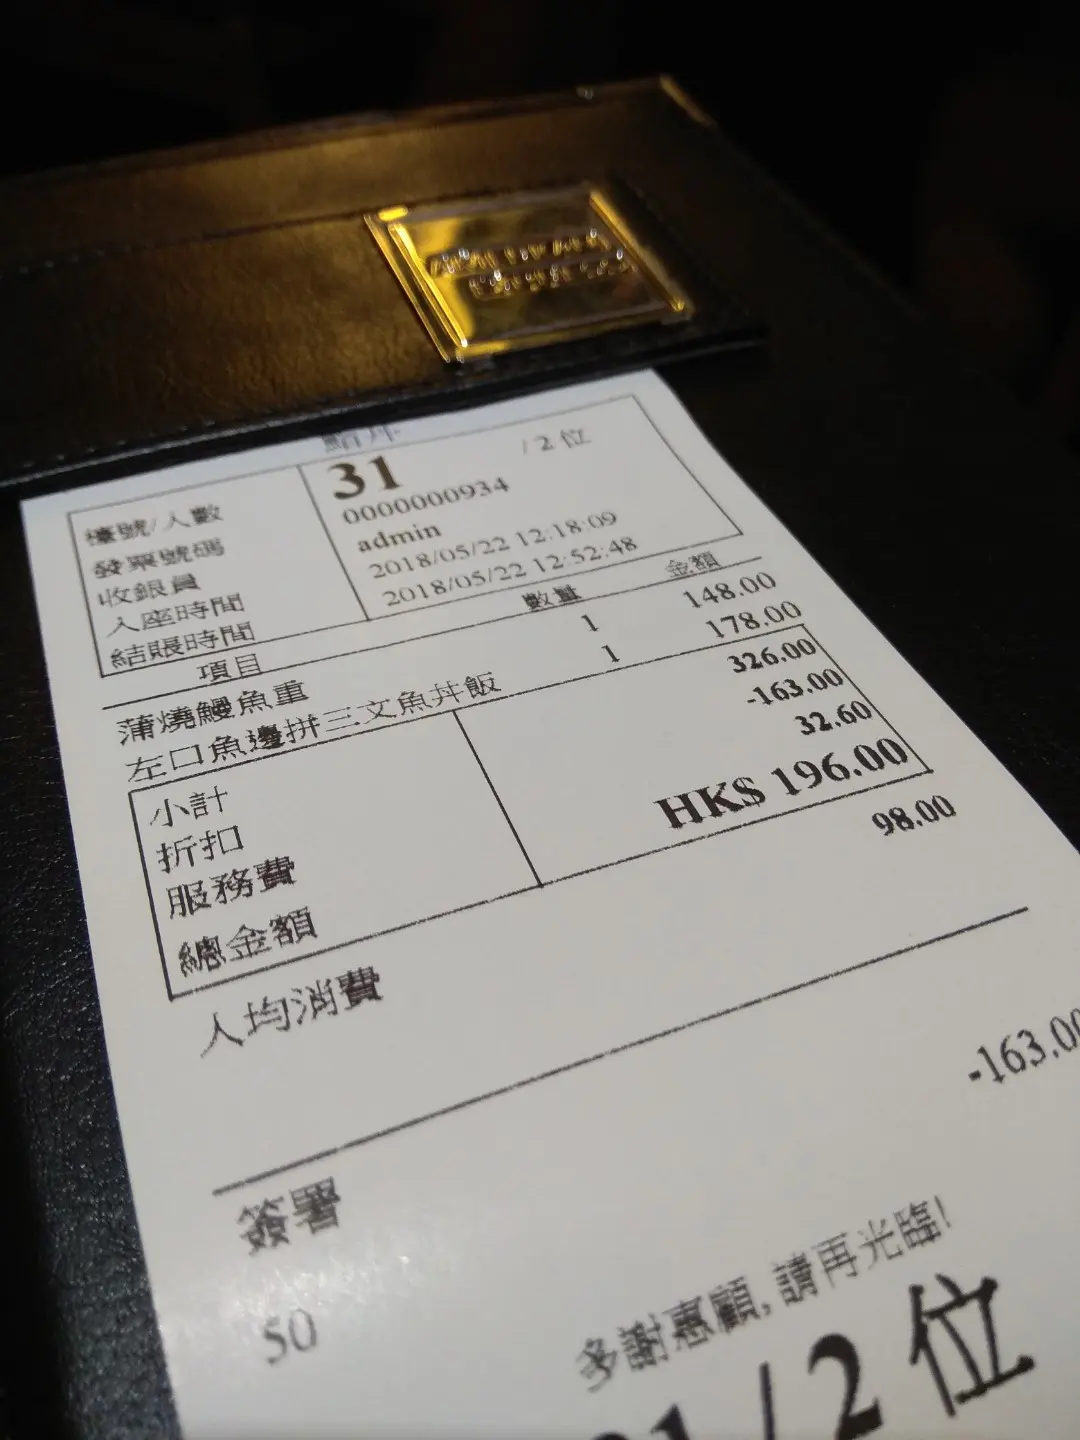 檯號/人數 31 /2 位
發票號碼 0000000934
收銀員 admin
入座時間 2018/05/22 12:18:09
結賬時間 2018/05/22 12:52:48
項目 數量 金額
蒲燒鰻魚重 1 148.00
左口魚邊拼三文魚丼飯 1 178.00
小計 326.00
折扣 -163.00
服務費 32.60
總金額 HK$ 196.00
人均消費 98.00
-163.00
簽署
50
多謝惠顧,請再光臨!
/2 位